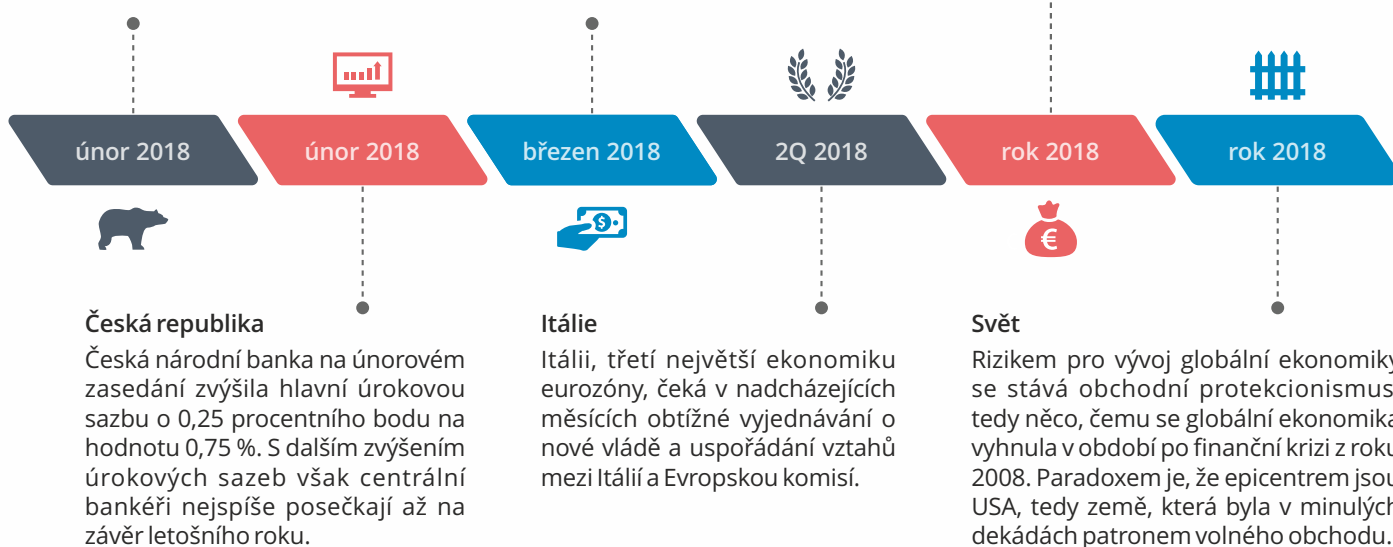 únor 2018
únor 2018
březen 2018
2Q 2018
rok 2018
rok 2018
$
€
Česká republika
Česká národní banka na únorovém
zasedání zvýšila hlavní úrokovou
sazbu o 0,25 procentního bodu na
hodnotu 0,75 %. S dalším zvýšením
úrokových sazeb však centrální
bankéři nejspíše posečkají až na
závěr letošního roku.
Itálie
Itálii, třetí největší ekonomiku
eurozóny, čeká v nadcházejících
měsících obtížné vyjednávání o
nové vládě a uspořádání vztahů
mezi Itálií a Evropskou komisí.
Svět
Rizikem pro vývoj globální ekonomiky
se stává obchodní protekcionismus
tedy něco, čemu se globální ekonomika
vyhnula v období po finanční krizi z roku
2008. Paradoxem je, že epicentrem jsou
USA, tedy země, která byla v minulých
dekádách patronem volného obchodu.